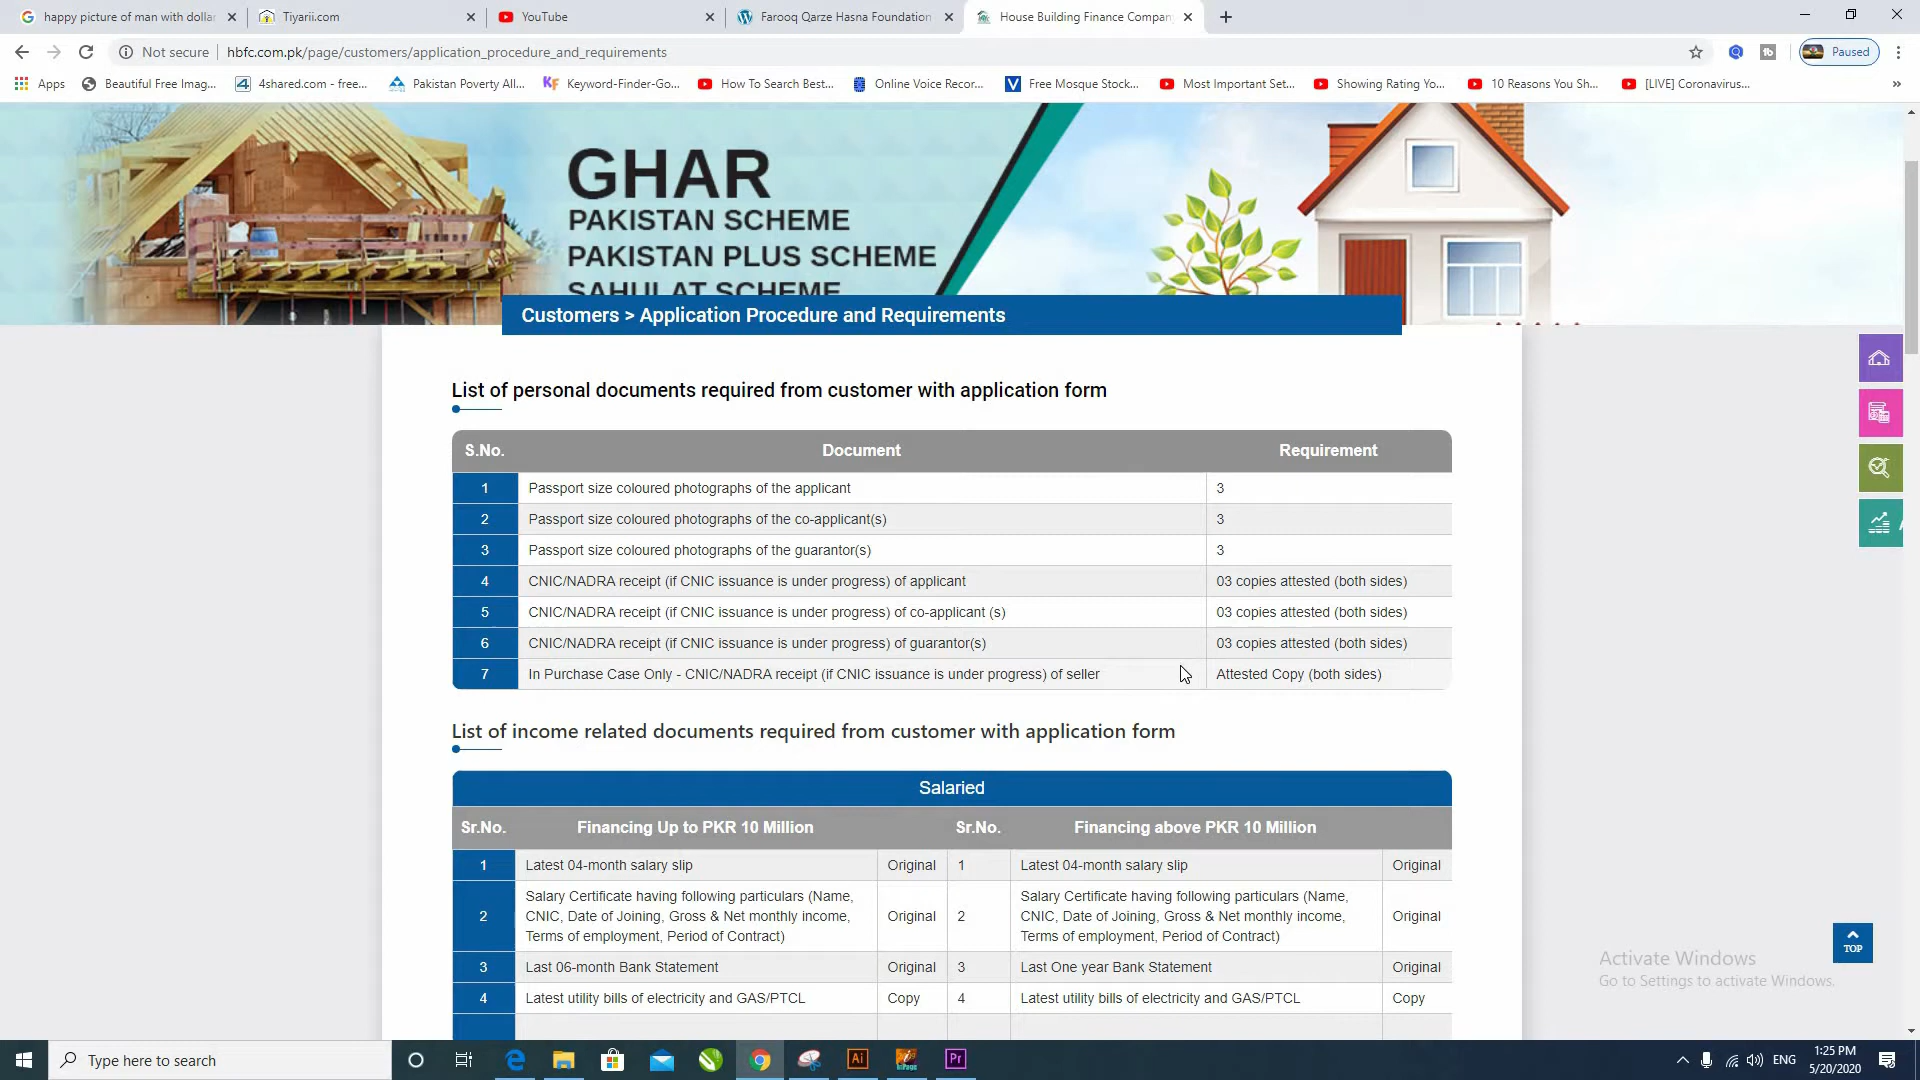 happy picture of man with dollar
Tiyarii.com
YouTube
Farooq Qarze Hasna Foundation
House Building Finance Compan
Not secure
hbfc.com.pk/page/customers/application_procedure_and_requirements
Paused
Apps
Beautiful Free Imag...
4shared.com - free...
Pakistan Poverty All...
Keyword-Finder-Go...
How To Search Best...
Online Voice Recor...
Free Mosque Stock...
Most Important Set...
Showing Rating Yo...
10 Reasons You Sh...
[LIVE] Coronavirus...
GHAR
PAKISTAN SCHEME
PAKISTAN PLUS SCHEME
SAHULAT SCHEME
Customers > Application Procedure and Requirements
List of personal documents required from customer with application form
S.No. Document Requirement
1 Passport size coloured photographs of the applicant 3
2 Passport size coloured photographs of the co-applicant(s) 3
3 Passport size coloured photographs of the guarantor(s) 3
4 CNIC/NADRA receipt (if CNIC issuance is under progress) of applicant 03 copies attested (both sides)
5 CNIC/NADRA receipt (if CNIC issuance is under progress) of co-applicant (s) 03 copies attested (both sides)
6 CNIC/NADRA receipt (if CNIC issuance is under progress) of guarantor(s) 03 copies attested (both sides)
7 In Purchase Case Only - CNIC/NADRA receipt (if CNIC issuance is under progress) of seller Attested Copy (both sides)
List of income related documents required from customer with application form
Salaried
Sr.No. Financing Up to PKR 10 Million Sr.No. Financing above PKR 10 Million
1 Latest 04-month salary slip Original 1 Latest 04-month salary slip Original
Salary Certificate having following particulars (Name, Salary Certificate having following particulars (Name,
2 CNIC, Date of Joining, Gross & Net monthly income, Original 2 CNIC, Date of Joining, Gross & Net monthly income, Original
Terms of employment, Period of Contract) Terms of employment, Period of Contract)
3 Last 06-month Bank Statement Original 3 Last One year Bank Statement Original
4 Latest utility bills of electricity and GAS/PTCL Copy 4 Latest utility bills of electricity and GAS/PTCL Copy
TOP
Activate Windows
Go to Settings to activate Windows.
Type here to search
Ai
Pr
ENG
1:25 PM
5/20/2020